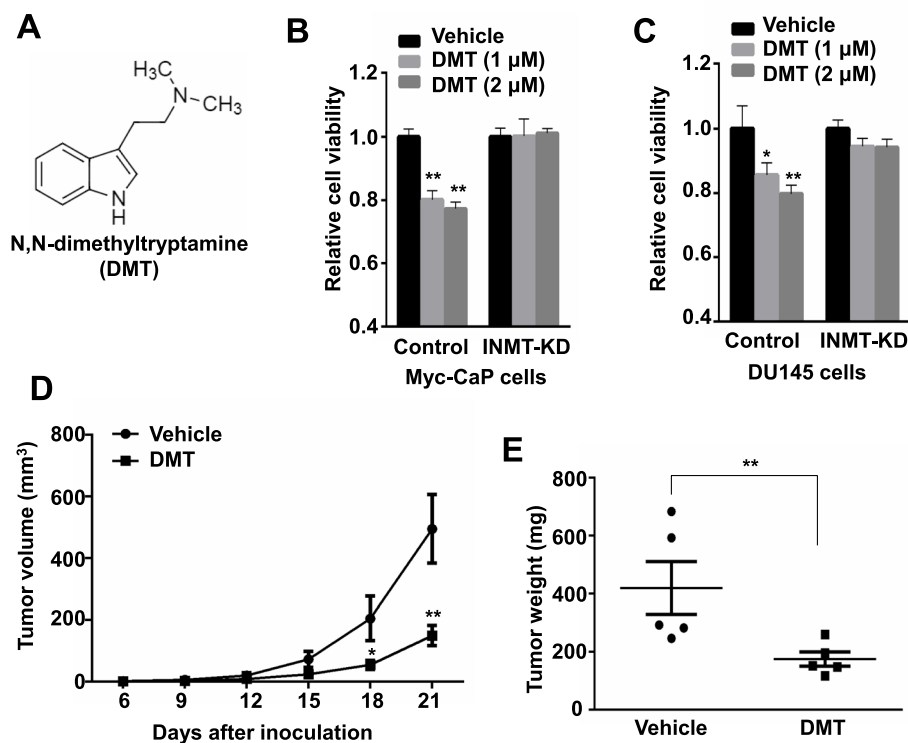 A
H₃C
CH₃
N
N
H
N,N-dimethyltryptamine
(DMT)
B
Vehicle
DMT (1 µM)
DMT (2 µM)
Relative cell viability
1.2
1.0
0.8
0.6
0.4
**
**
Control
INMT-KD
Myc-CaP cells
C
Vehicle
DMT (1 µM)
DMT (2 µM)
Relative cell viability
1.2
1.0
0.8
0.6
0.4
*
**
Control
INMT-KD
DU145 cells
D
Vehicle
DMT
Tumor volume (mm³)
800
600
400
200
0
*
**
6 9 12 15 18 21
Days after inoculation
E
**
Tumor weight (mg)
800
600
400
200
0
Vehicle
DMT